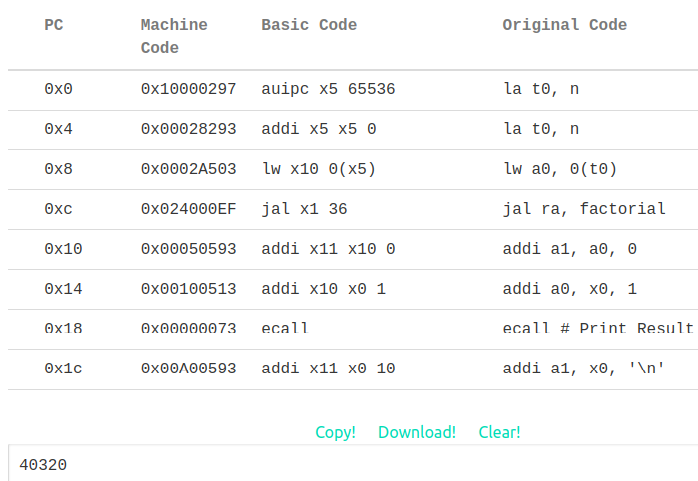 PC Machine Code Basic Code Original Code
0x0 0x10000297 auipc x5 65536 la t0, n
0x4 0x00028293 addi x5 x5 0 la t0, n
0x8 0x0002A503 lw x10 0(x5) lw a0, 0(t0)
0xc 0x024000EF jal x1 36 jal ra, factorial
0x10 0x00050593 addi x11 x10 0 addi a1, a0, 0
0x14 0x00100513 addi x10 x0 1 addi a0, x0, 1
0x18 0x00000073 ecall ecall # Print Result
0x1c 0x00A00593 addi x11 x0 10 addi a1, x0, '\n'
Copy! Download! Clear!
40320